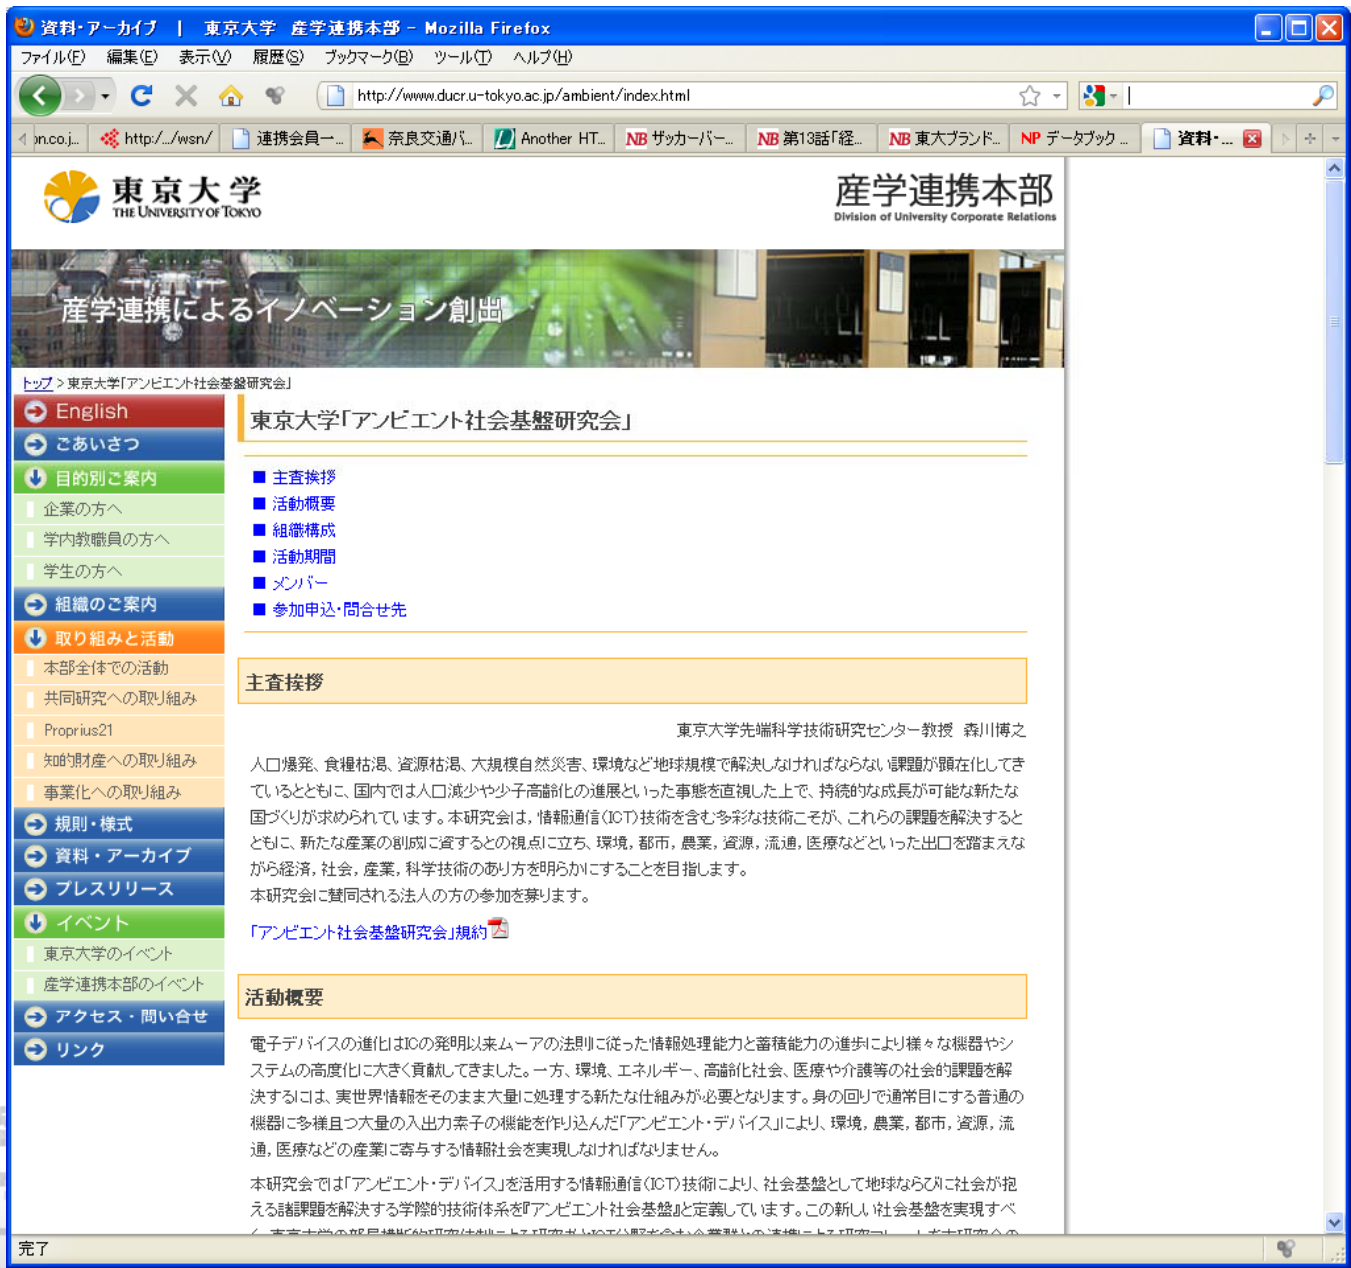 資料・アーカイブ | 東京大学 産学連携本部 - Mozilla Firefox
ファイル(F) 編集(E) 表示(V) 履歴(S) ブックマーク(B) ツール(T) ヘルプ(H)
http://www.ducr.u-tokyo.ac.jp/ambient/index.html
on.co.j... http:/.../wsn/ 連携会員一... 奈良交通バ... Another HT... NB ザッカーバー... NB 第13話「経... NB 東大ブランド... NP データブック ... 資料・...
東京大学
THE UNIVERSITY OF TOKYO
産学連携本部
Division of University Corporate Relations
産学連携によるイノベーション創出
トップ > 東京大学「アンビエント社会基盤研究会」
English
ごあいさつ
目的別ご案内
企業の方へ
学内教職員の方へ
学生の方へ
組織のご案内
取り組みと活動
本部全体での活動
共同研究への取り組み
Proprius21
知的財産への取り組み
事業化への取り組み
規則・様式
資料・アーカイブ
プレスリリース
イベント
東京大学のイベント
産学連携本部のイベント
アクセス・問い合せ
リンク
東京大学「アンビエント社会基盤研究会」
■ 主査挨拶
■ 活動概要
■ 組織構成
■ 活動期間
■ メンバー
■ 参加申込・問合せ先
主査挨拶
東京大学先端科学技術研究センター教授 森川博之
人口爆発、食糧枯渇、資源枯渇、大規模自然災害、環境など地球規模で解決しなければならない課題が顕在化してき
ているとともに、国内では人口減少や少子高齢化の進展といった事態を直視した上で、持続的な成長が可能な新たな
国づくりが求められています。本研究会は，情報通信(ICT)技術を含む多彩な技術こそが、これらの課題を解決すると
ともに、新たな産業の創成に資するとの視点に立ち、環境，都市，農業，資源，流通，医療などといった出口を踏まえな
がら経済，社会，産業，科学技術のあり方を明らかにすることを目指します。
本研究会に賛同される法人の方の参加を募ります。
「アンビエント社会基盤研究会」規約
活動概要
電子デバイスの進化はICの発明以来ムーアの法則に従った情報処理能力と蓄積能力の進歩により様々な機器やシ
ステムの高度化に大きく貢献してきました。一方、環境、エネルギー、高齢化社会、医療や介護等の社会的課題を解
決するには、実世界情報をそのまま大量に処理する新たな仕組みが必要となります。身の回りで通常目にする普通の
機器に多様且つ大量の入出力素子の機能を作り込んだ「アンビエント・デバイス」により、環境，農業，都市，資源，流
通，医療などの産業に寄与する情報社会を実現しなければなりません。
本研究会では「アンビエント・デバイス」を活用する情報通信(ICT)技術により、社会基盤として地球ならびに社会が抱
える諸課題を解決する学際的技術体系を『アンビエント社会基盤』と定義しています。この新しい社会基盤を実現すべ
完了